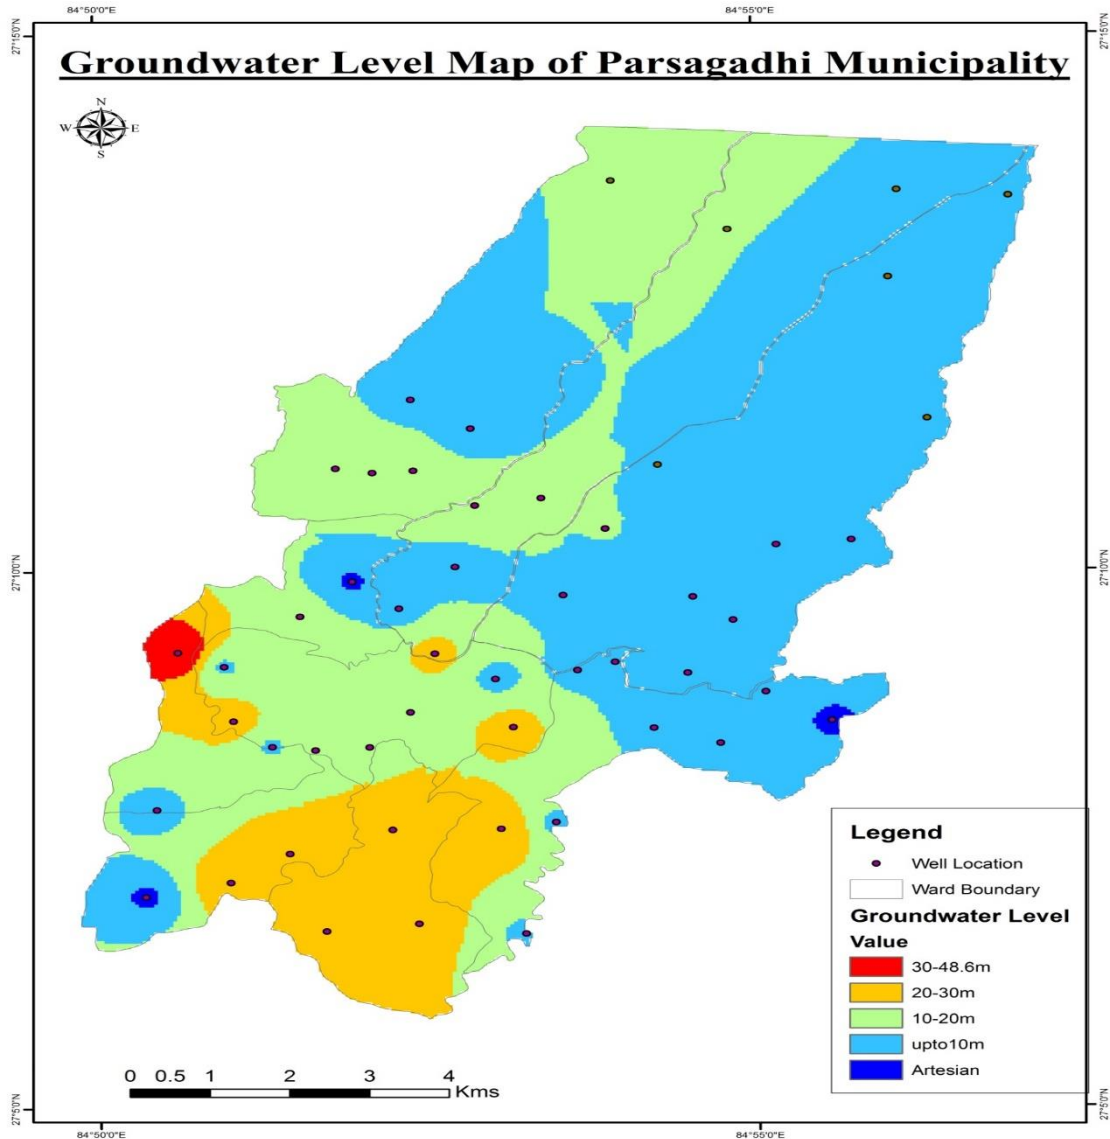 84°50'0"E
84°55'0"E
27°15'0"N
27°15'0"N
Groundwater Level Map of Parsagadhi Municipality
N
W E
S
27°10'0"N
27°10'0"N
Legend
Well Location
Ward Boundary
Groundwater Level
Value
30-48.6m
20-30m
10-20m
upto10m
Artesian
0 0.5 1 2 3 4
Kms
27°5'0"N
27°5'0"N
84°50'0"E
84°55'0"E